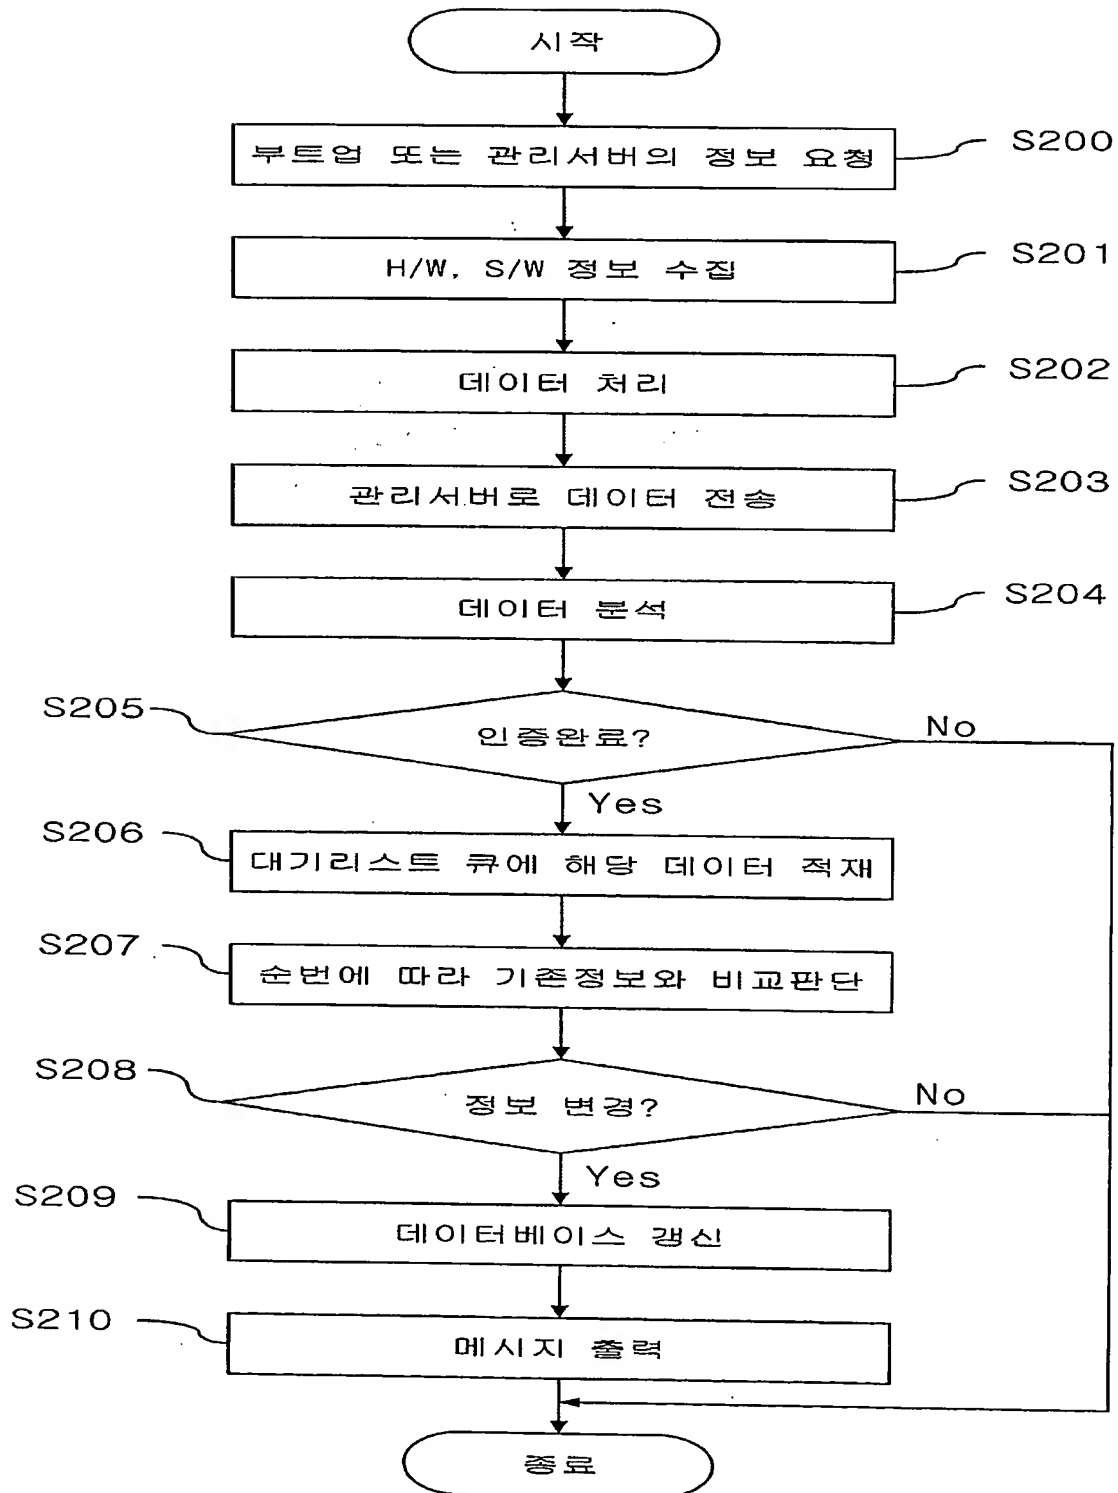 시작
부트업 또는 관리서버의 정보 요청
S200
H/W, S/W 정보 수집
S201
데이터 처리
S202
관리서버로 데이터 전송
S203
데이터 분석
S204
S205
인증완료?
No
Yes
S206
대기리스트 큐에 해당 데이터 적재
S207
순번에 따라 기존정보와 비교판단
S208
정보 변경?
No
Yes
S209
데이터베이스 갱신
S210
메시지 출력
종료